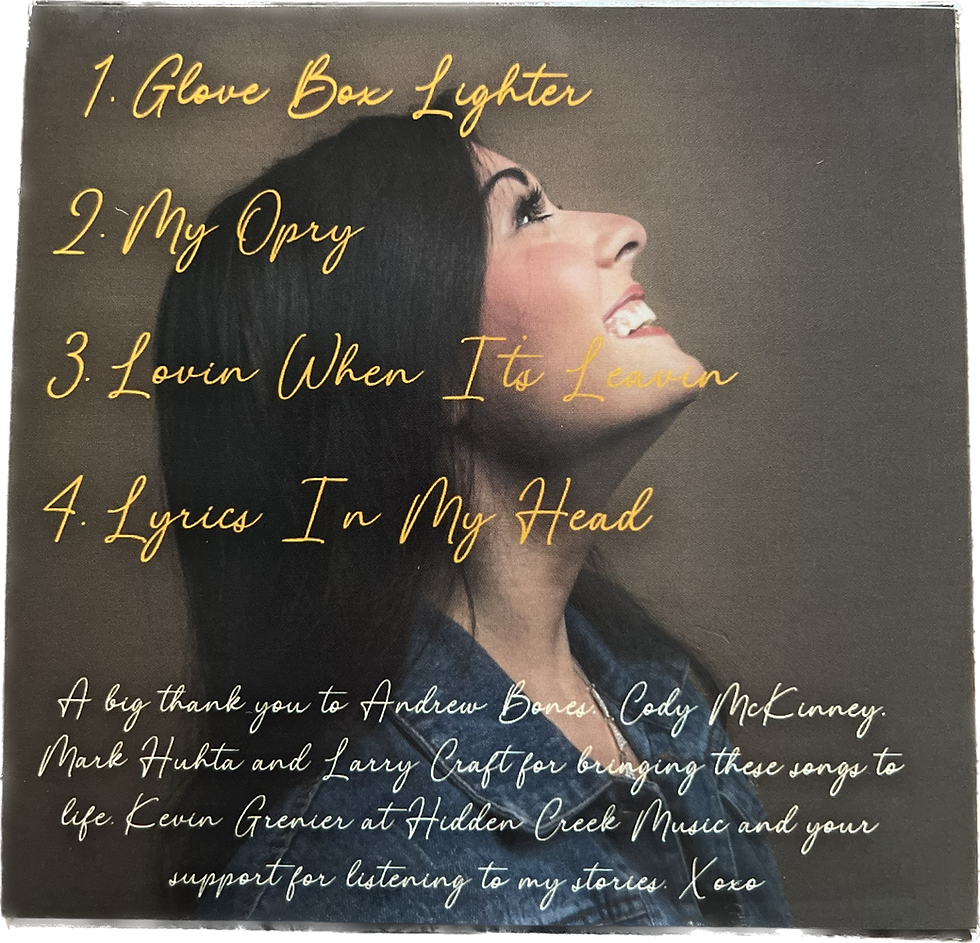 1. Glove Box Lighter
2. My Opry
3. Lovin When It's Leavin
4. Lyrics In My Head
A big thank you to Andrew Bones, Cody McKinney,
Mark Huhta and Larry Craft for bringing these songs to
life. Kevin Grenier at Hidden Creek Music and your
support for listening to my stories. Xoxo